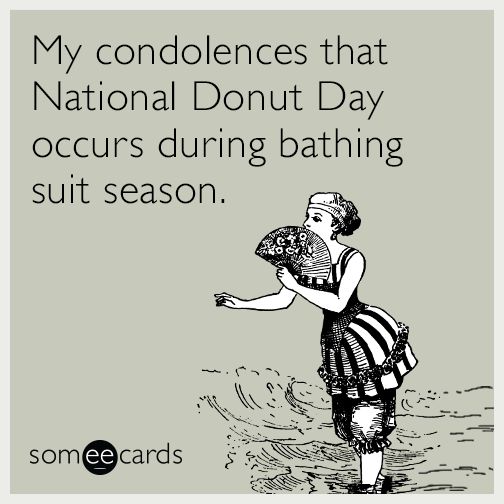 My condolences that
National Donut Day
occurs during bathing
suit season.
someecards